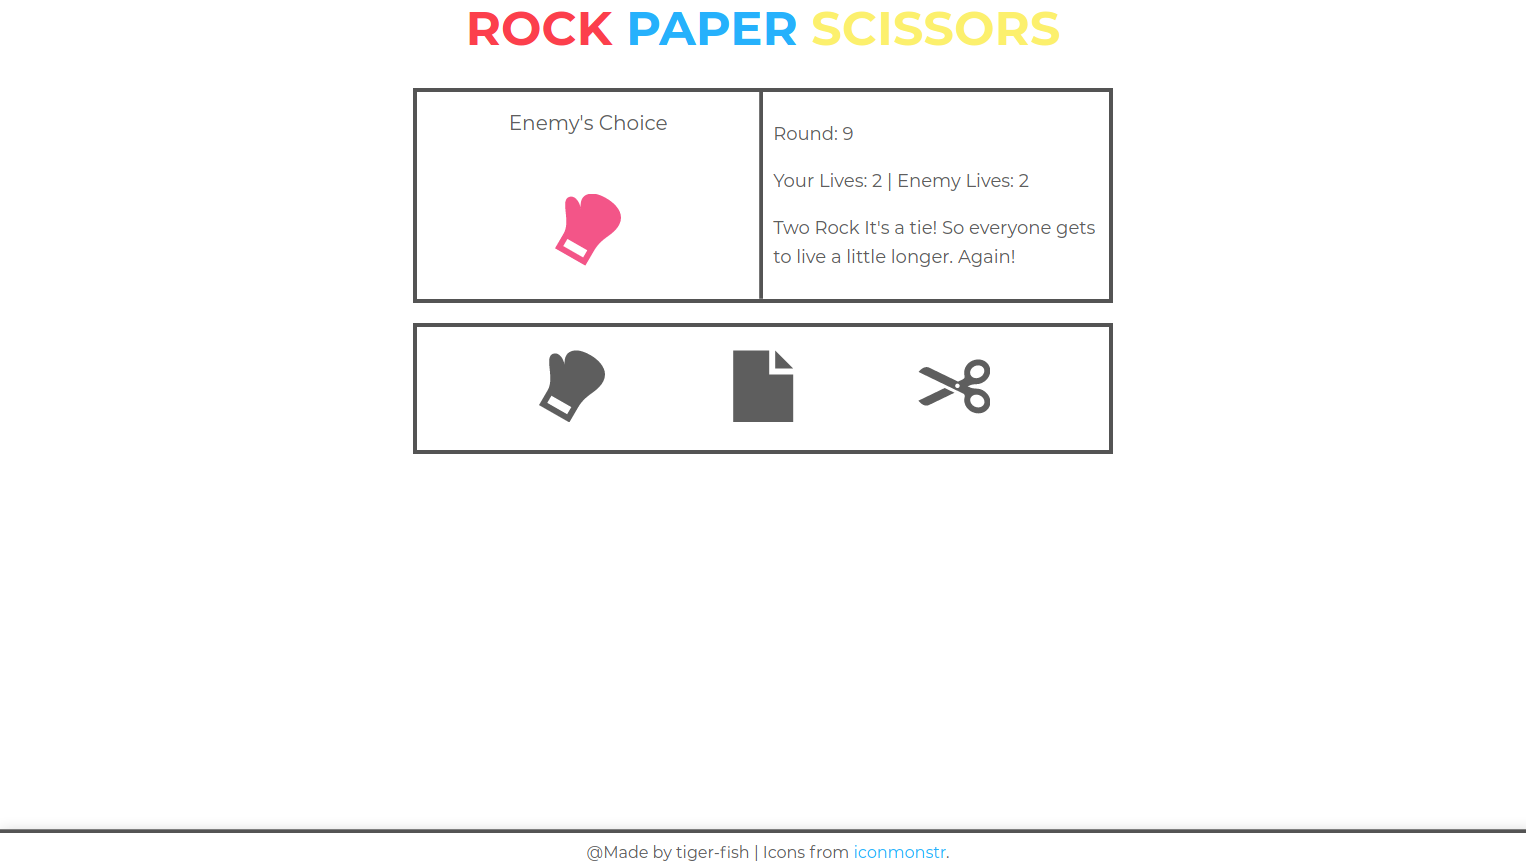 ROCK PAPER SCISSORS
Enemy's Choice
Round: 9
Your Lives: 2 | Enemy Lives: 2
Two Rock It's a tie! So everyone gets
to live a little longer. Again!
@Made by tiger-fish | Icons from iconmonstr.